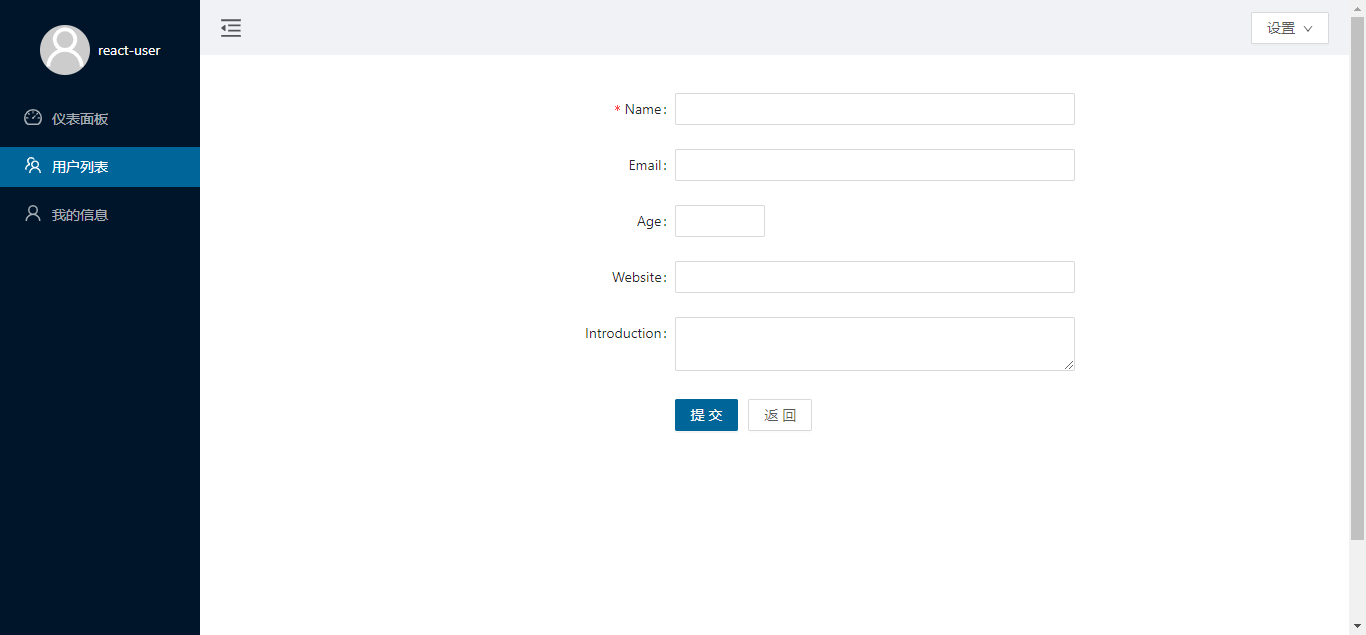 react-user
仪表面板
用户列表
我的信息
设置
* Name:
Email:
Age:
Website:
Introduction:
提 交
返 回